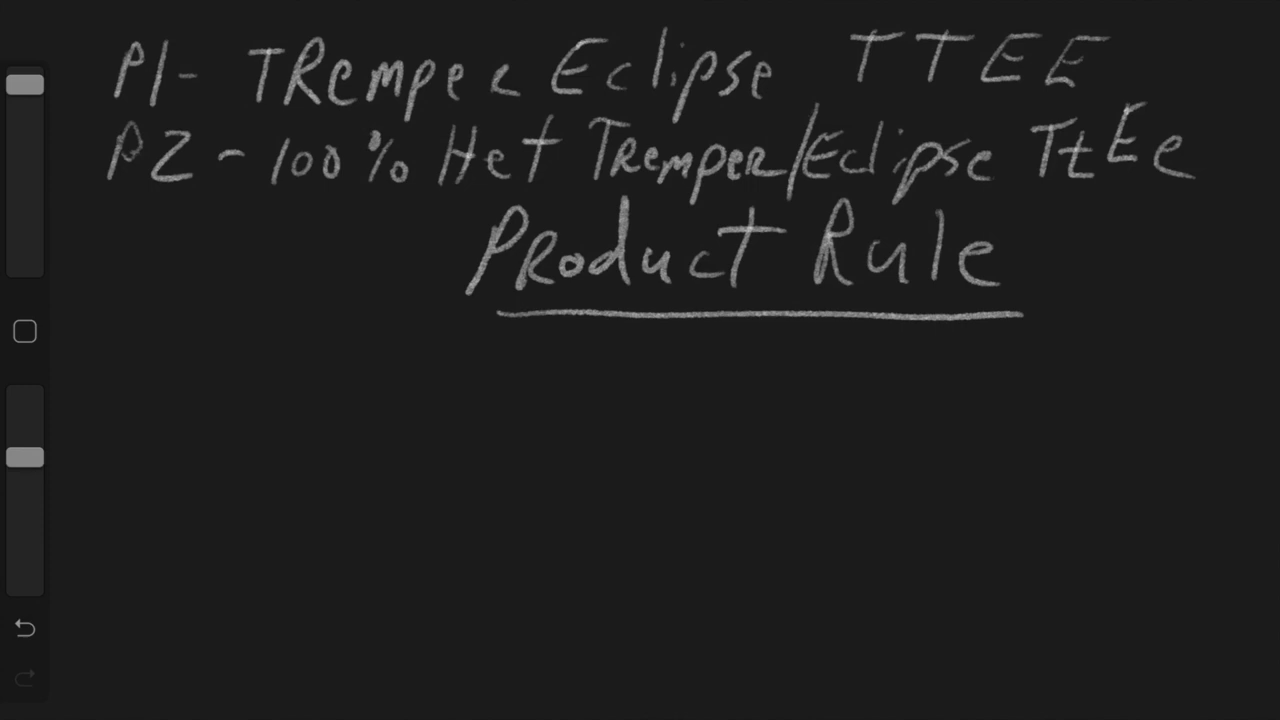 P1- TRemper Eclipse TTEE
P2 - 100% Het TRemper/Eclipse TtEe
PRoduct Rule